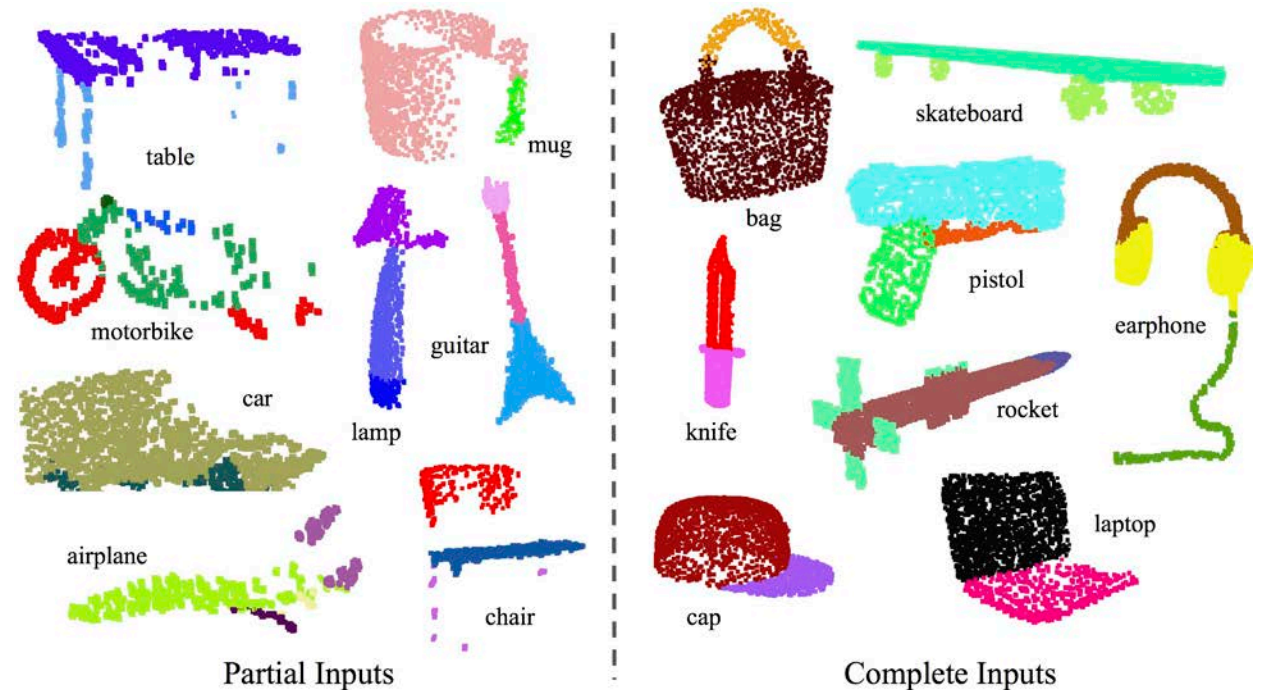 table
mug
motorbike
guitar
car
lamp
airplane
chair
Partial Inputs
skateboard
bag
pistol
earphone
knife
rocket
laptop
cap
Complete Inputs